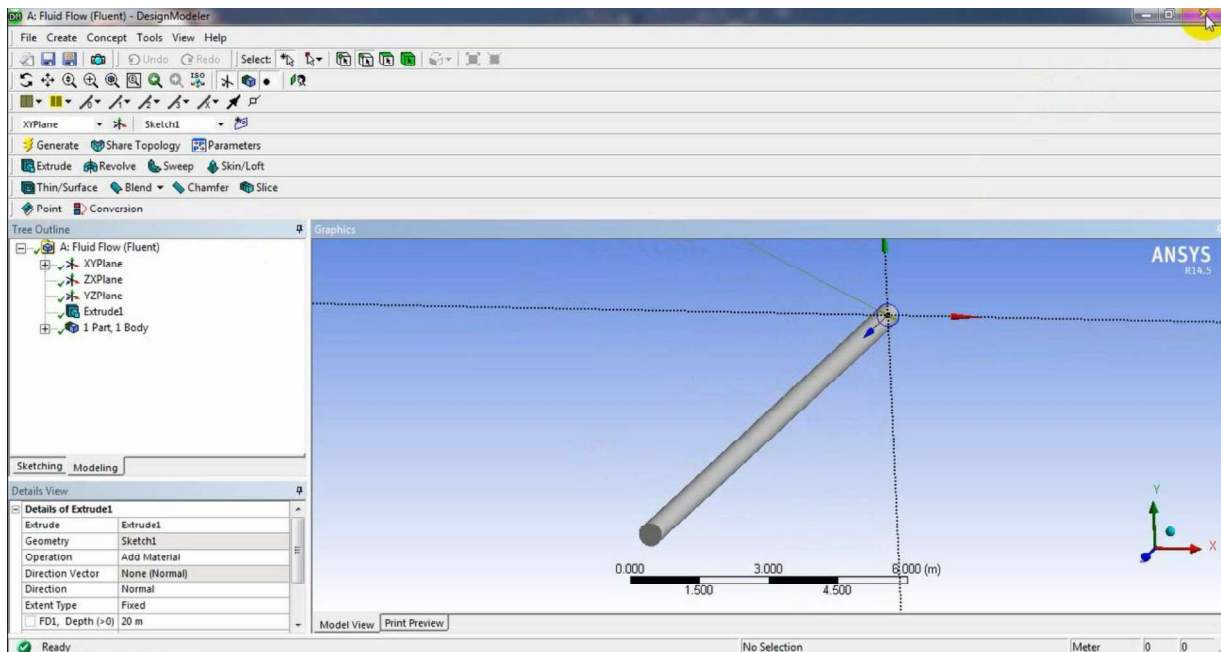 A: Fluid Flow (Fluent) - DesignModeler
File Create Concept Tools View Help
Undo Redo Select:
XYPlane Sketch1
Generate Share Topology Parameters
Extrude Revolve Sweep Skin/Loft
Thin/Surface Blend Chamfer Slice
Point Conversion
Tree Outline
A: Fluid Flow (Fluent)
XYPlane
ZXPlane
YZPlane
Extrude1
1 Part, 1 Body
Sketching Modeling
Details View
Details of Extrude1
Extrude Extrude1
Geometry Sketch1
Operation Add Material
Direction Vector None (Normal)
Direction Normal
Extent Type Fixed
FD1, Depth (>0) 20 m
Graphics
ANSYS
R14.5
Y
X
0.000 3.000 6.000 (m)
1.500 4.500
Model View Print Preview
Ready No Selection Meter 0 0